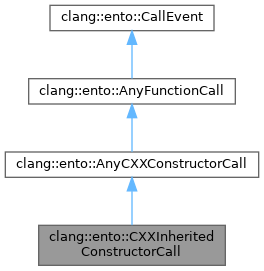 clang::ento::CallEvent
clang::ento::AnyFunctionCall
clang::ento::AnyCXXConstructorCall
clang::ento::CXXInherited
ConstructorCall